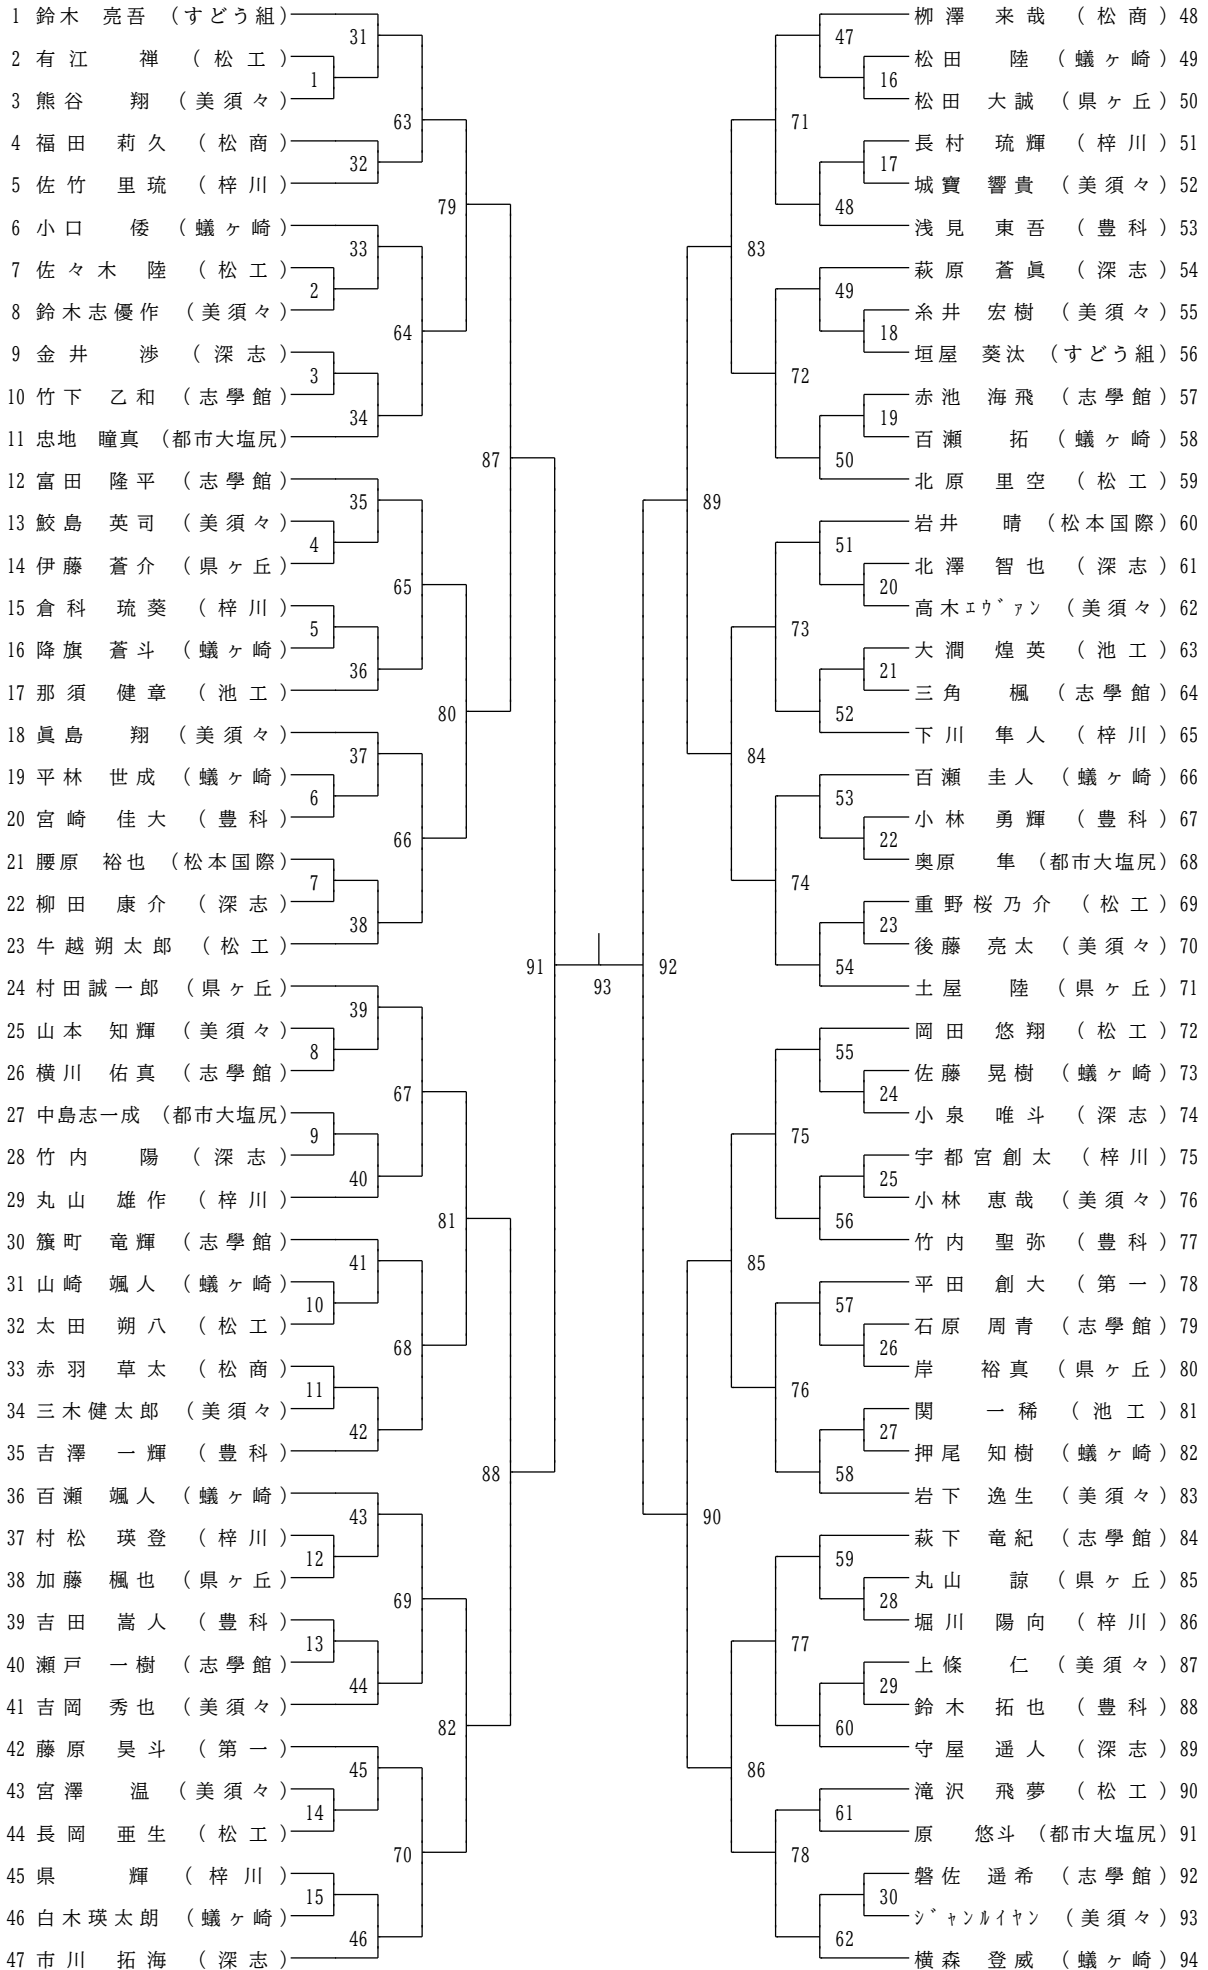 1 鈴木 亮吾 (すどう組)
2 有江 禅 (松工)
3 熊谷 翔 (美須々)
4 福田 莉久 (松商)
5 佐竹 里琉 (梓川)
6 小口 倭 (蟻ヶ崎)
7 佐々木 陸 (松工)
8 鈴木志優作 (美須々)
9 金井 渉 (深志)
10 竹下 乙和 (志學館)
11 忠地 瞳真 (都市大塩尻)
12 富田 隆平 (志學館)
13 鮫島 英司 (美須々)
14 伊藤 蒼介 (県ヶ丘)
15 倉科 琉葵 (梓川)
16 降旗 蒼斗 (蟻ヶ崎)
17 那須 健章 (池工)
18 眞島 翔 (美須々)
19 平林 世成 (蟻ヶ崎)
20 宮崎 佳大 (豊科)
21 腰原 裕也 (松本国際)
22 柳田 康介 (深志)
23 牛越朔太郎 (松工)
24 村田誠一郎 (県ヶ丘)
25 山本 知輝 (美須々)
26 横川 佑真 (志學館)
27 中島志一成 (都市大塩尻)
28 竹内 陽 (深志)
29 丸山 雄作 (梓川)
30 籏町 竜輝 (志學館)
31 山崎 颯人 (蟻ヶ崎)
32 太田 朔八 (松工)
33 赤羽 草太 (松商)
34 三木健太郎 (美須々)
35 吉澤 一輝 (豊科)
36 百瀬 颯人 (蟻ヶ崎)
37 村松 瑛登 (梓川)
38 加藤 楓也 (県ヶ丘)
39 吉田 嵩人 (豊科)
40 瀬戸 一樹 (志學館)
41 吉岡 秀也 (美須々)
42 藤原 昊斗 (第一)
43 宮澤 温 (美須々)
44 長岡 亜生 (松工)
45 県 輝 (梓川)
46 白木瑛太朗 (蟻ヶ崎)
47 市川 拓海 (深志)
1
2
3
4
5
6
7
8
9
10
11
12
13
14
15
31
32
33
34
35
36
37
38
39
40
41
42
43
44
45
46
63
64
65
66
67
68
69
70
79
80
81
82
87
88
91
93
92
89
90
83
84
85
86
71
72
73
74
75
76
77
78
47
48
49
50
51
52
53
54
55
56
57
58
59
60
61
62
16
17
18
19
20
21
22
23
24
25
26
27
28
29
30
栁澤 来哉 (松商) 48
松田 陸 (蟻ヶ崎) 49
松田 大誠 (県ヶ丘) 50
長村 琉輝 (梓川) 51
城寶 響貴 (美須々) 52
浅見 東吾 (豊科) 53
萩原 蒼眞 (深志) 54
糸井 宏樹 (美須々) 55
垣屋 葵汰 (すどう組) 56
赤池 海飛 (志學館) 57
百瀬 拓 (蟻ヶ崎) 58
北原 里空 (松工) 59
岩井 晴 (松本国際) 60
北澤 智也 (深志) 61
高木ｴｳﾞｧﾝ (美須々) 62
大澗 煌英 (池工) 63
三角 楓 (志學館) 64
下川 隼人 (梓川) 65
百瀬 圭人 (蟻ヶ崎) 66
小林 勇輝 (豊科) 67
奥原 隼 (都市大塩尻) 68
重野桜乃介 (松工) 69
後藤 亮太 (美須々) 70
土屋 陸 (県ヶ丘) 71
岡田 悠翔 (松工) 72
佐藤 晃樹 (蟻ヶ崎) 73
小泉 唯斗 (深志) 74
宇都宮創太 (梓川) 75
小林 恵哉 (美須々) 76
竹内 聖弥 (豊科) 77
平田 創大 (第一) 78
石原 周青 (志學館) 79
岸 裕真 (県ヶ丘) 80
関 一稀 (池工) 81
押尾 知樹 (蟻ヶ崎) 82
岩下 逸生 (美須々) 83
萩下 竜紀 (志學館) 84
丸山 諒 (県ヶ丘) 85
堀川 陽向 (梓川) 86
上條 仁 (美須々) 87
鈴木 拓也 (豊科) 88
守屋 遥人 (深志) 89
滝沢 飛夢 (松工) 90
原 悠斗 (都市大塩尻) 91
磐佐 遥希 (志學館) 92
ｼﾞｬﾝﾙｲﾔﾝ (美須々) 93
横森 登威 (蟻ヶ崎) 94